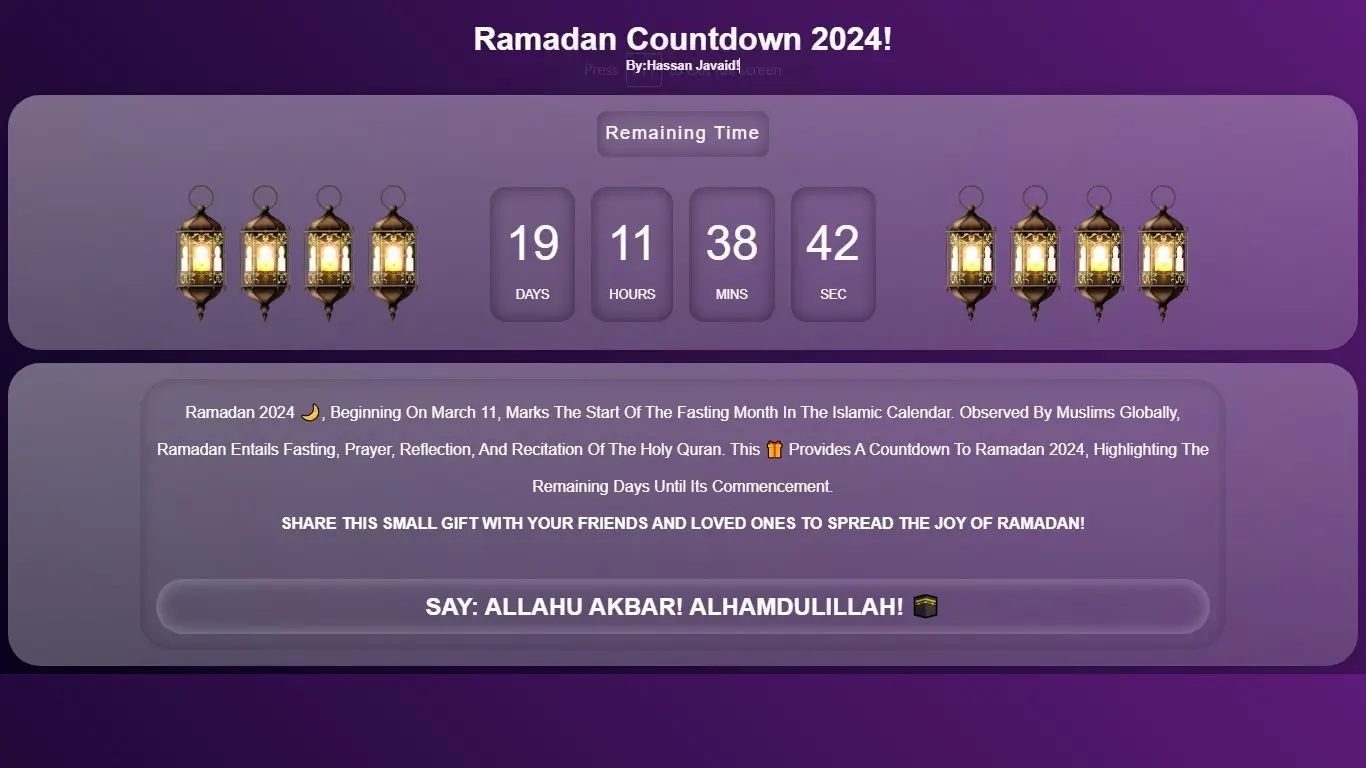 Ramadan Countdown 2024!
By:Hassan Javaid!
Press to exit full screen
Remaining Time
19 11 38 42
DAYS HOURS MINS SEC
Ramadan 2024 🌙, Beginning On March 11, Marks The Start Of The Fasting Month In The Islamic Calendar. Observed By Muslims Globally,
Ramadan Entails Fasting, Prayer, Reflection, And Recitation Of The Holy Quran. This 🎁 Provides A Countdown To Ramadan 2024, Highlighting The
Remaining Days Until Its Commencement.
SHARE THIS SMALL GIFT WITH YOUR FRIENDS AND LOVED ONES TO SPREAD THE JOY OF RAMADAN!
SAY: ALLAHU AKBAR! ALHAMDULILLAH! 🕋